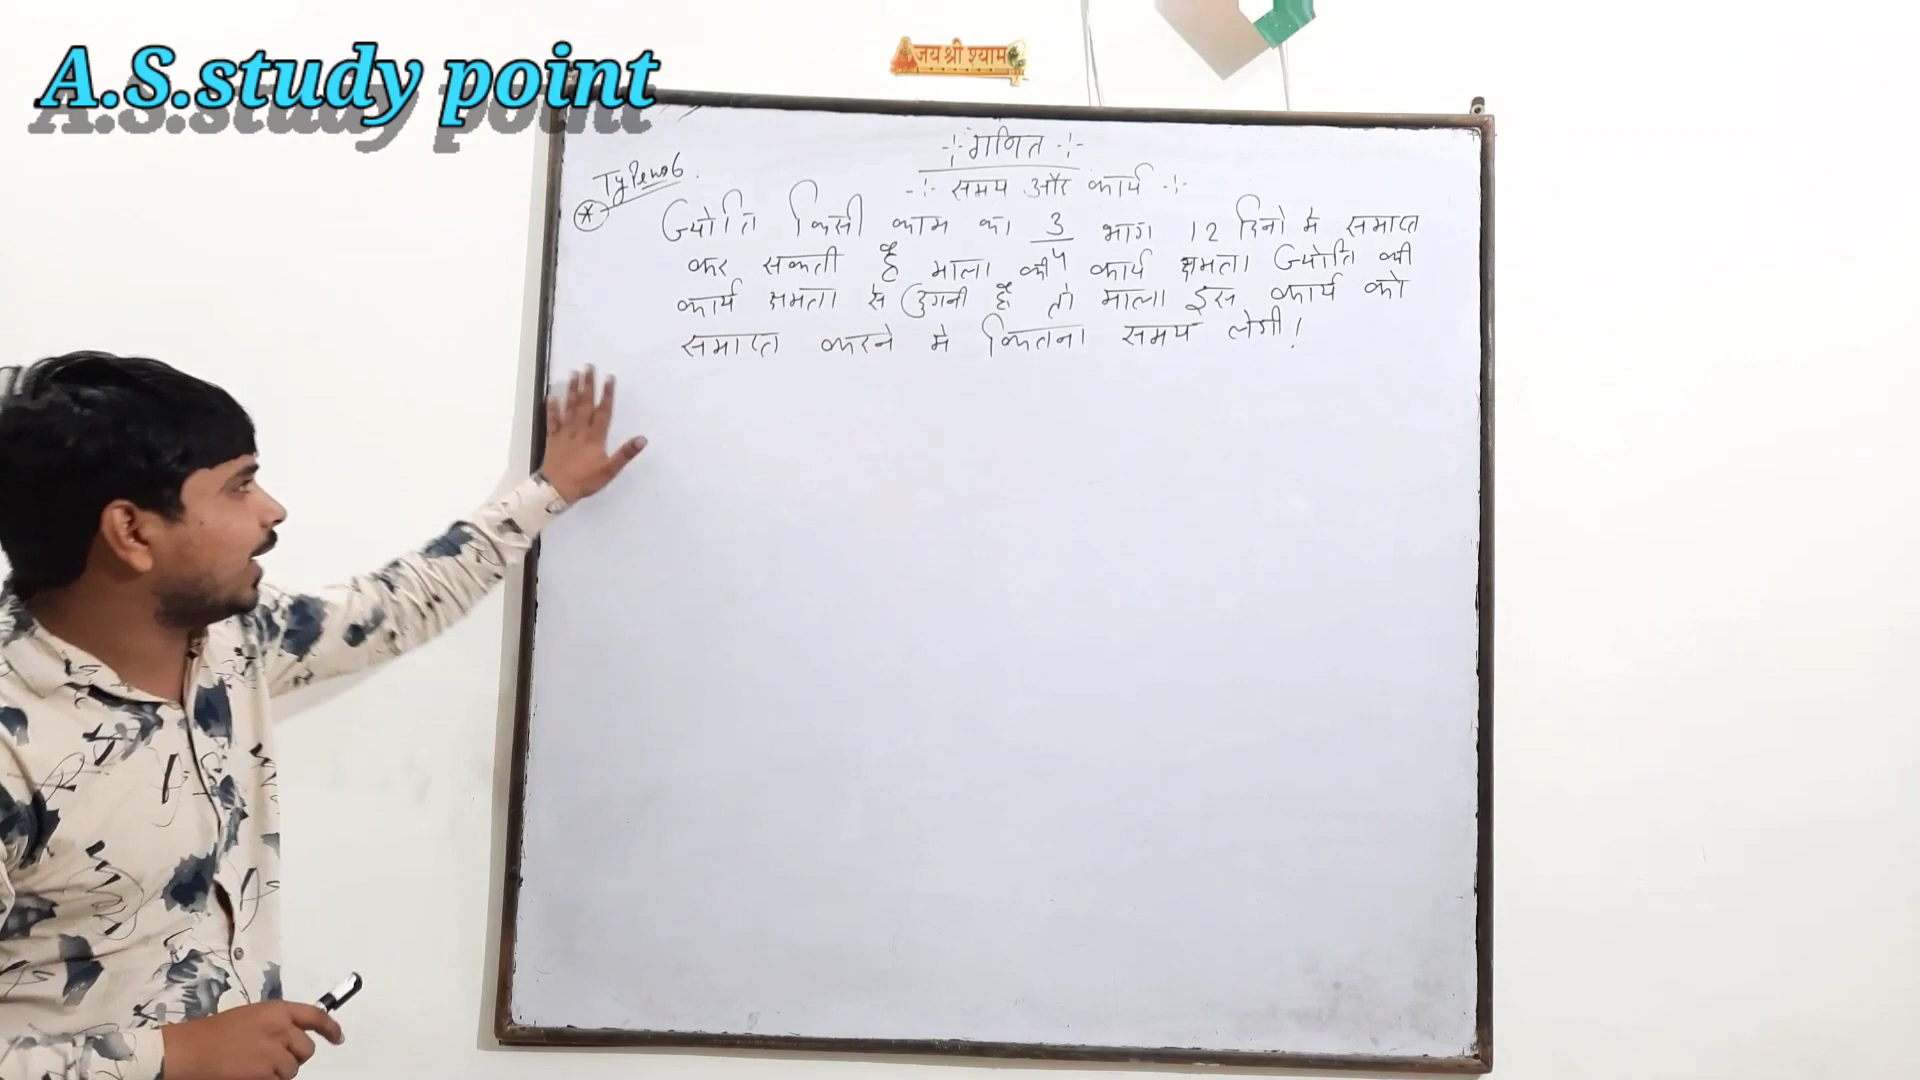 A.S.study point
जय श्री श्याम
-:- गणित -:-
Type no 6.
-:- समय और कार्य -:-
* ज्योति किसी काम का 3/4 भाग 12 दिनो मे समाप्त
कर सकती है माला की कार्य क्षमता ज्योति की
कार्य क्षमता से दुगनी है तो माला इस कार्य को
समाप्त करने मे कितना समय लेगी!